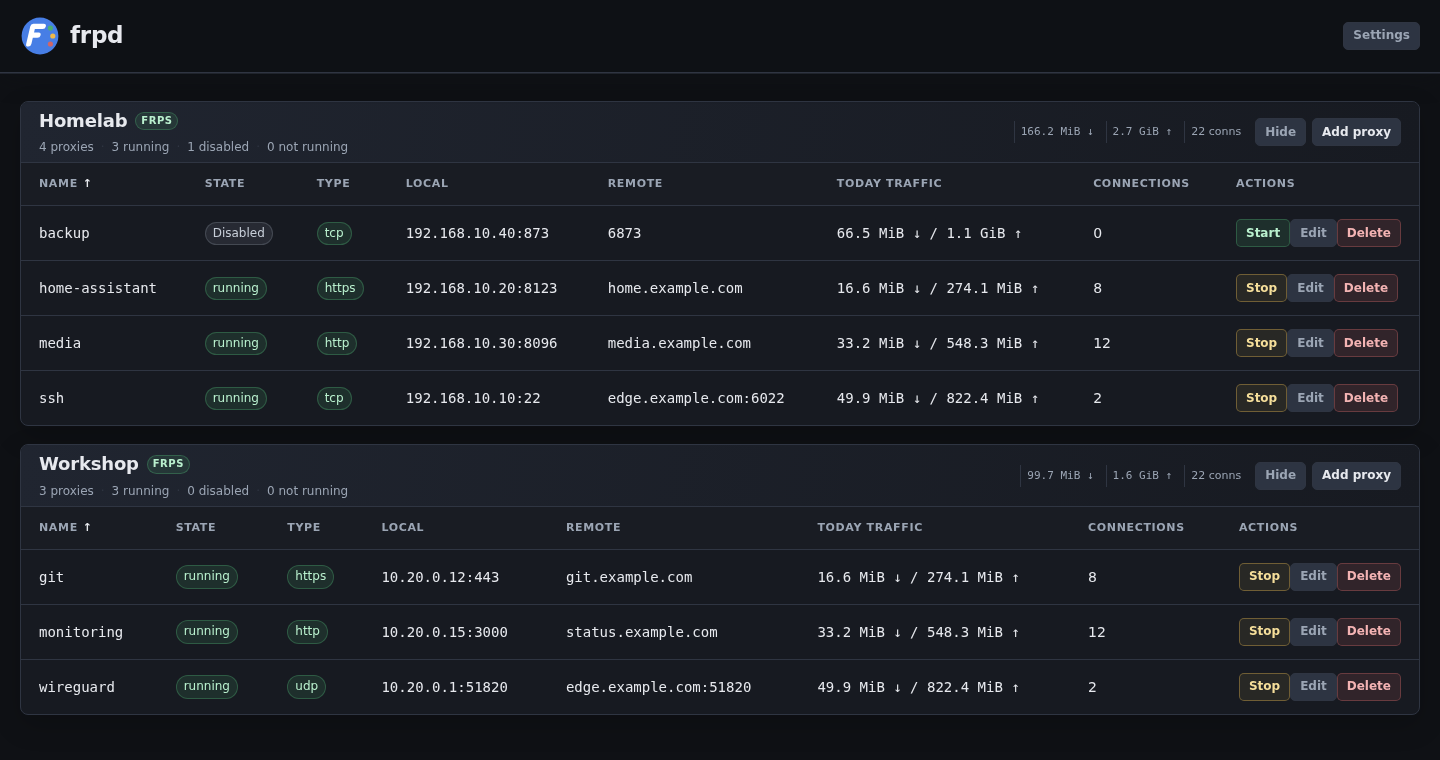 F frpd Settings
Homelab FRPS
4 proxies · 3 running · 1 disabled · 0 not running
166.2 MiB ↓ 2.7 GiB ↑ 22 conns Hide Add proxy
NAME ↑ STATE TYPE LOCAL REMOTE TODAY TRAFFIC CONNECTIONS ACTIONS
backup Disabled tcp 192.168.10.40:873 6873 66.5 MiB ↓ / 1.1 GiB ↑ 0 Start Edit Delete
home-assistant running https 192.168.10.20:8123 home.example.com 16.6 MiB ↓ / 274.1 MiB ↑ 8 Stop Edit Delete
media running http 192.168.10.30:8096 media.example.com 33.2 MiB ↓ / 548.3 MiB ↑ 12 Stop Edit Delete
ssh running tcp 192.168.10.10:22 edge.example.com:6022 49.9 MiB ↓ / 822.4 MiB ↑ 2 Stop Edit Delete
Workshop FRPS
3 proxies · 3 running · 0 disabled · 0 not running
99.7 MiB ↓ 1.6 GiB ↑ 22 conns Hide Add proxy
NAME ↑ STATE TYPE LOCAL REMOTE TODAY TRAFFIC CONNECTIONS ACTIONS
git running https 10.20.0.12:443 git.example.com 16.6 MiB ↓ / 274.1 MiB ↑ 8 Stop Edit Delete
monitoring running http 10.20.0.15:3000 status.example.com 33.2 MiB ↓ / 548.3 MiB ↑ 12 Stop Edit Delete
wireguard running udp 10.20.0.1:51820 edge.example.com:51820 49.9 MiB ↓ / 822.4 MiB ↑ 2 Stop Edit Delete